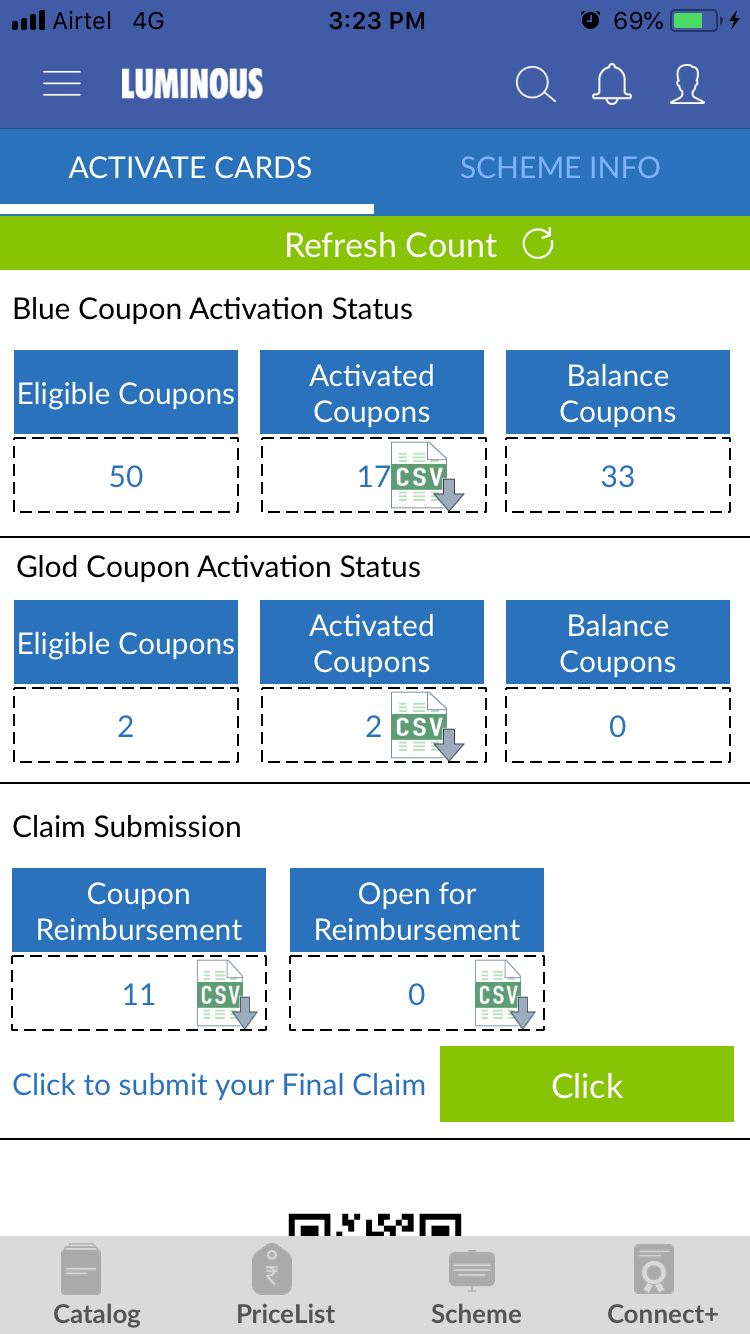 Airtel 4G 3:23 PM 69%
LUMINOUS
ACTIVATE CARDS SCHEME INFO
Refresh Count
Blue Coupon Activation Status
Eligible Coupons Activated Coupons Balance Coupons
50 17 CSV 33
Glod Coupon Activation Status
Eligible Coupons Activated Coupons Balance Coupons
2 2 CSV 0
Claim Submission
Coupon Reimbursement Open for Reimbursement
11 CSV 0 CSV
Click to submit your Final Claim Click
₹
Catalog PriceList Scheme Connect+